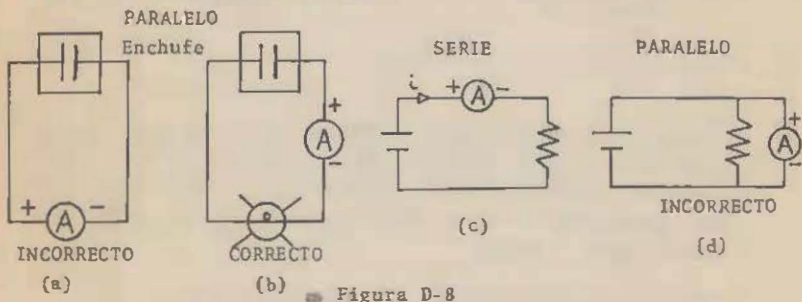 PARALELO
Enchufe
SERIE
PARALELO
i
+ A -
+
A
-
+
A
-
+ A -
INCORRECTO
CORRECTO
INCORRECTO
(a)
(b)
(c)
(d)
Figura D-8